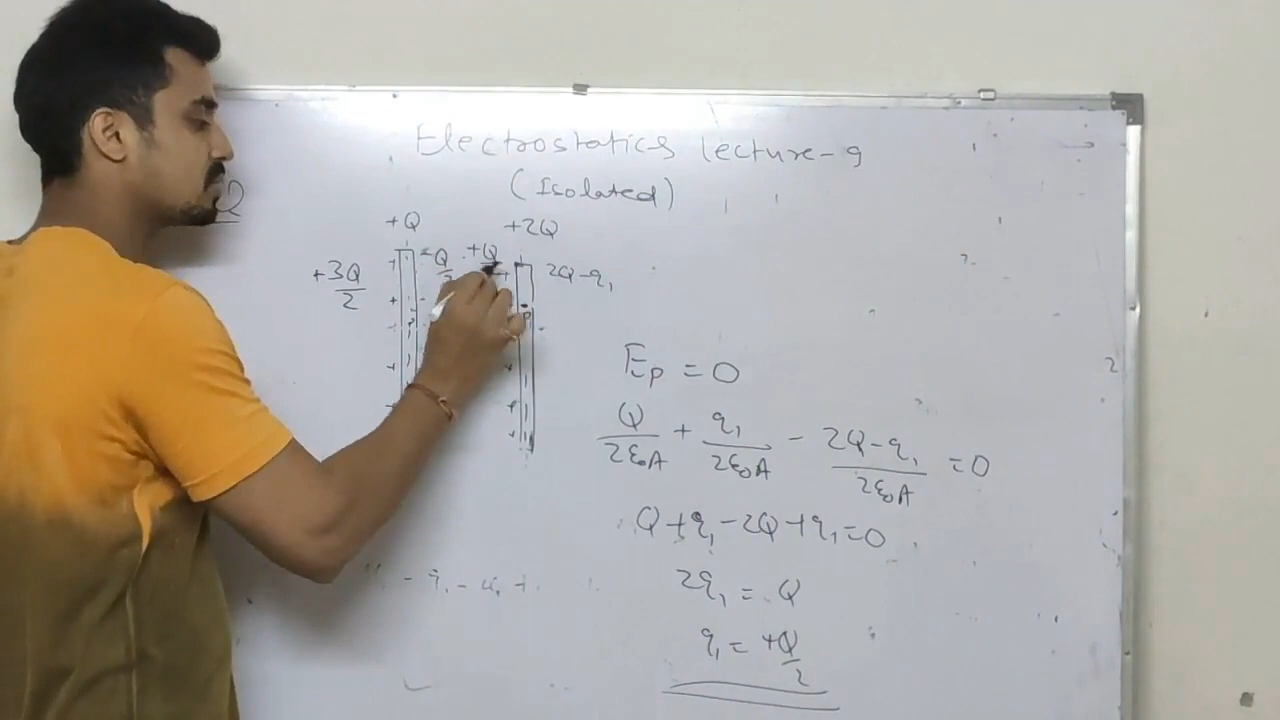 Electrostatics lecture-9
(Isolated)
Q
+Q +2Q
+3Q/2 -Q/2 +Q 2Q-q₁
P
E_P = 0
Q/2ε₀A + q₁/2ε₀A - 2Q-q₁/2ε₀A = 0
Q+q₁-2Q+q₁=0
2q₁ = Q
q₁ = +Q/2